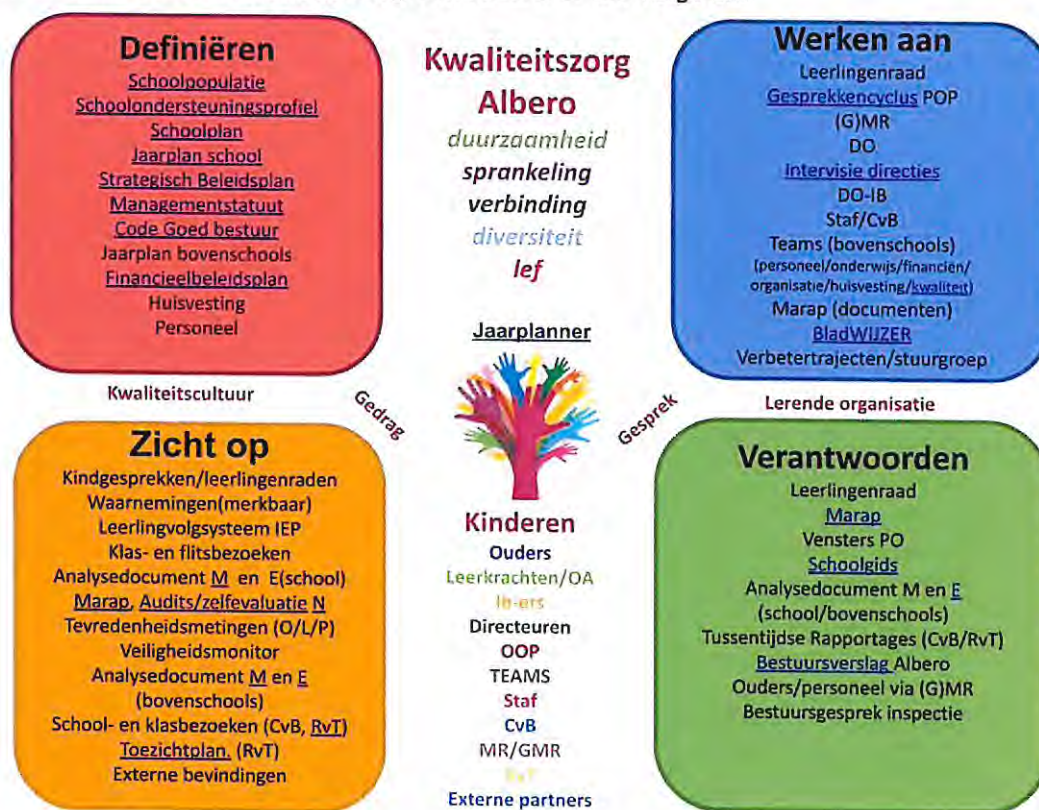 Definiëren
Schoolpopulatie
Schoolondersteuningsprofiel
Schoolplan
Jaarplan school
Strategisch Beleidsplan
Managementstatuut
Code Goed bestuur
Jaarplan bovenschools
Financieelbeleidsplan
Huisvesting
Personeel
Kwaliteitszorg
Albero
duurzaamheid
sprankeling
verbinding
diversiteit
lef
Jaarplanner
Werken aan
Leerlingenraad
Gesprekkencyclus POP
(G)MR
DO
Intervisie directies
DO-IB
Staf/CvB
Teams (bovenschools)
(personeel/onderwijs/financiën/
organisatie/huisvesting/kwaliteit)
Marap (documenten)
BladWIJZER
Verbetertrajecten/stuurgroep
Kwaliteitscultuur
Gedrag
Gesprek
Lerende organisatie
Zicht op
Kindgesprekken/leerlingenraden
Waarnemingen(merkbaar)
Leerlingvolgsysteem IEP
Klas- en flitsbezoeken
Analysedocument M en E(school)
Marap, Audits/zelfevaluatie N
Tevredenheidsmetingen (O/L/P)
Veiligheidsmonitor
Analysedocument M en E
(bovenschools)
School- en klasbezoeken (CvB, RvT)
Toezichtplan. (RvT)
Externe bevindingen
Kinderen
Ouders
Leerkrachten/OA
Ib-ers
Directeuren
OOP
TEAMS
Staf
CvB
MR/GMR
RvT
Externe partners
Verantwoorden
Leerlingenraad
Marap
Vensters PO
Schoolgids
Analysedocument M en E
(school/bovenschools)
Tussentijdse Rapportages (CvB/RvT)
Bestuursverslag Albero
Ouders/personeel via (G)MR
Bestuursgesprek inspectie